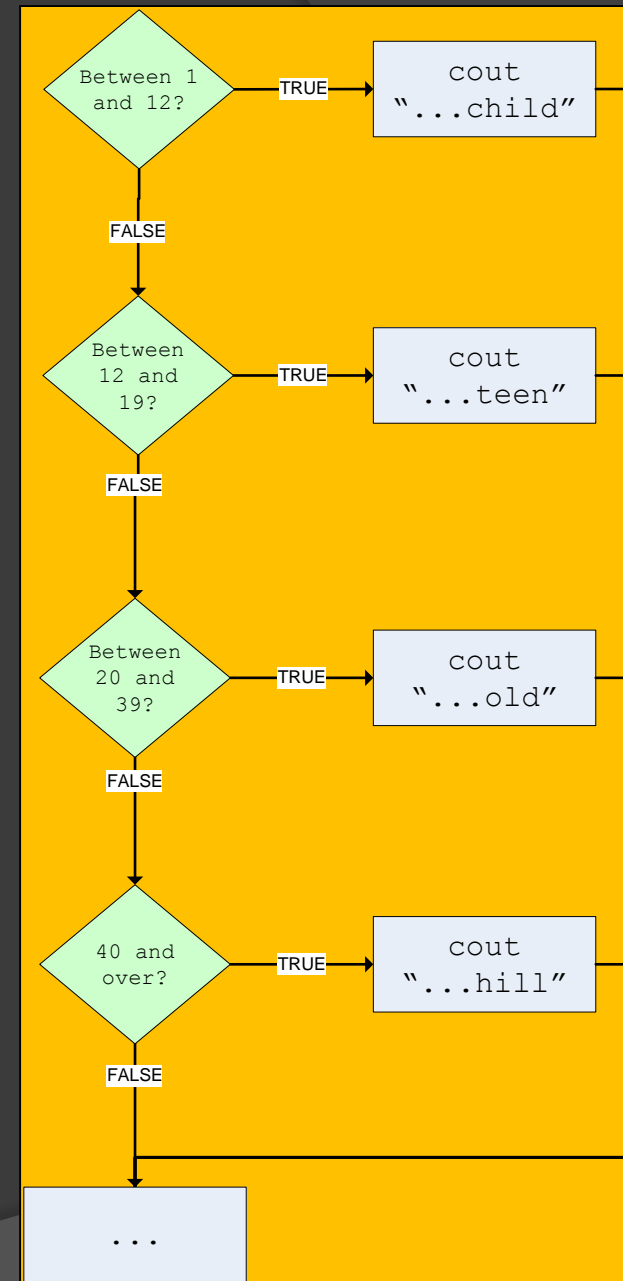 Between 1
and 12?
TRUE
cout
“...child”
FALSE
Between
12 and
19?
TRUE
cout
“...teen”
FALSE
Between
20 and
39?
TRUE
cout
“...old”
FALSE
40 and
over?
TRUE
cout
“...hill”
FALSE
...